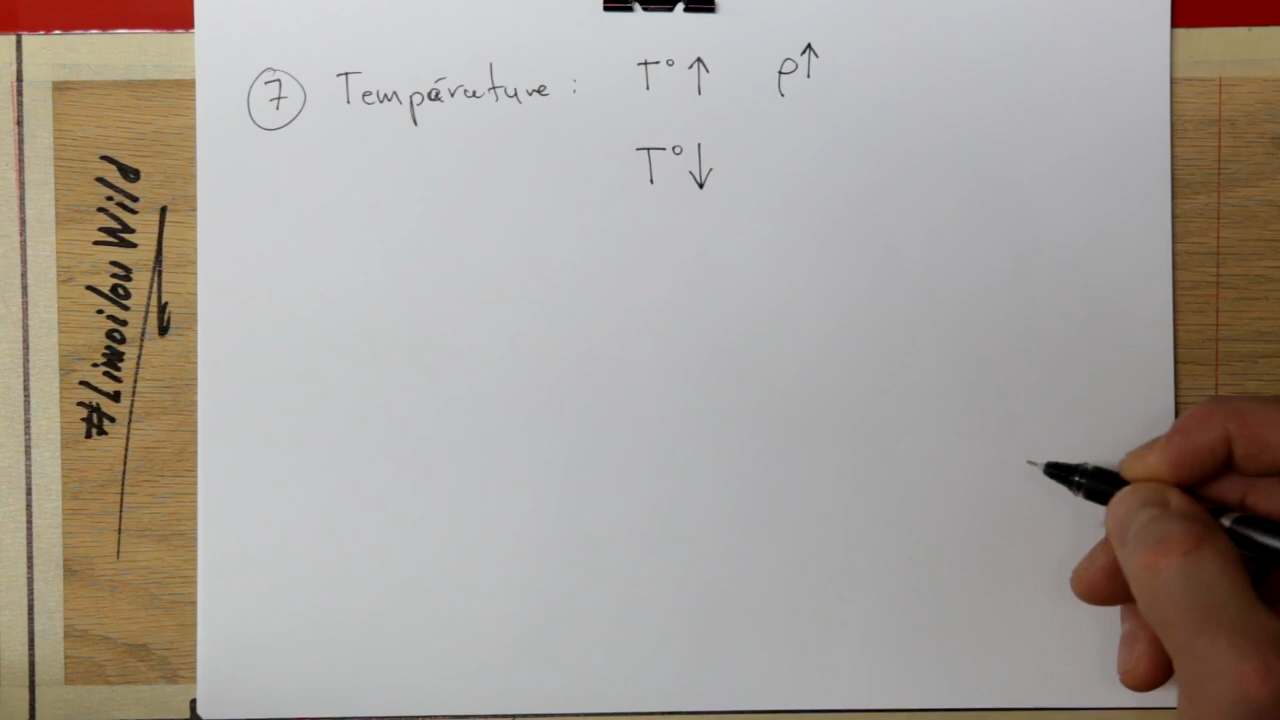 ⑦ Température : T° ↑ ρ ↑
T° ↓
#Limoilou Wild